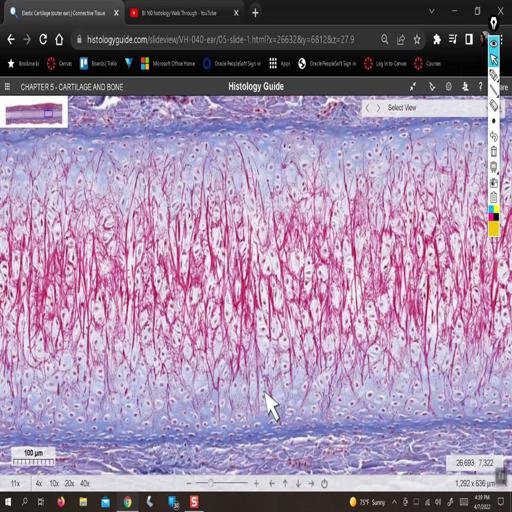 Elastic Cartilage (outer ear) | Connective Tissue
BI 160 histology Walk Through - YouTube
histologyguide.com/slideview/VH-040-ear/05-slide-1.html?x=26632&y=6812&z=27.9
Bookmarks
Canvas
Boards | Trello
Microsoft Office Home
Oracle PeopleSoft Sign in
Apps
Oracle PeopleSoft Sign in
Log in to Canvas
Courses
CHAPTER 5 - CARTILAGE AND BONE
Histology Guide
Select View
100 µm
26,693, 7,322
11x 4x 10x 20x 40x
1,292 x 636 µm
75°F Sunny
4:59 PM
4/7/2022